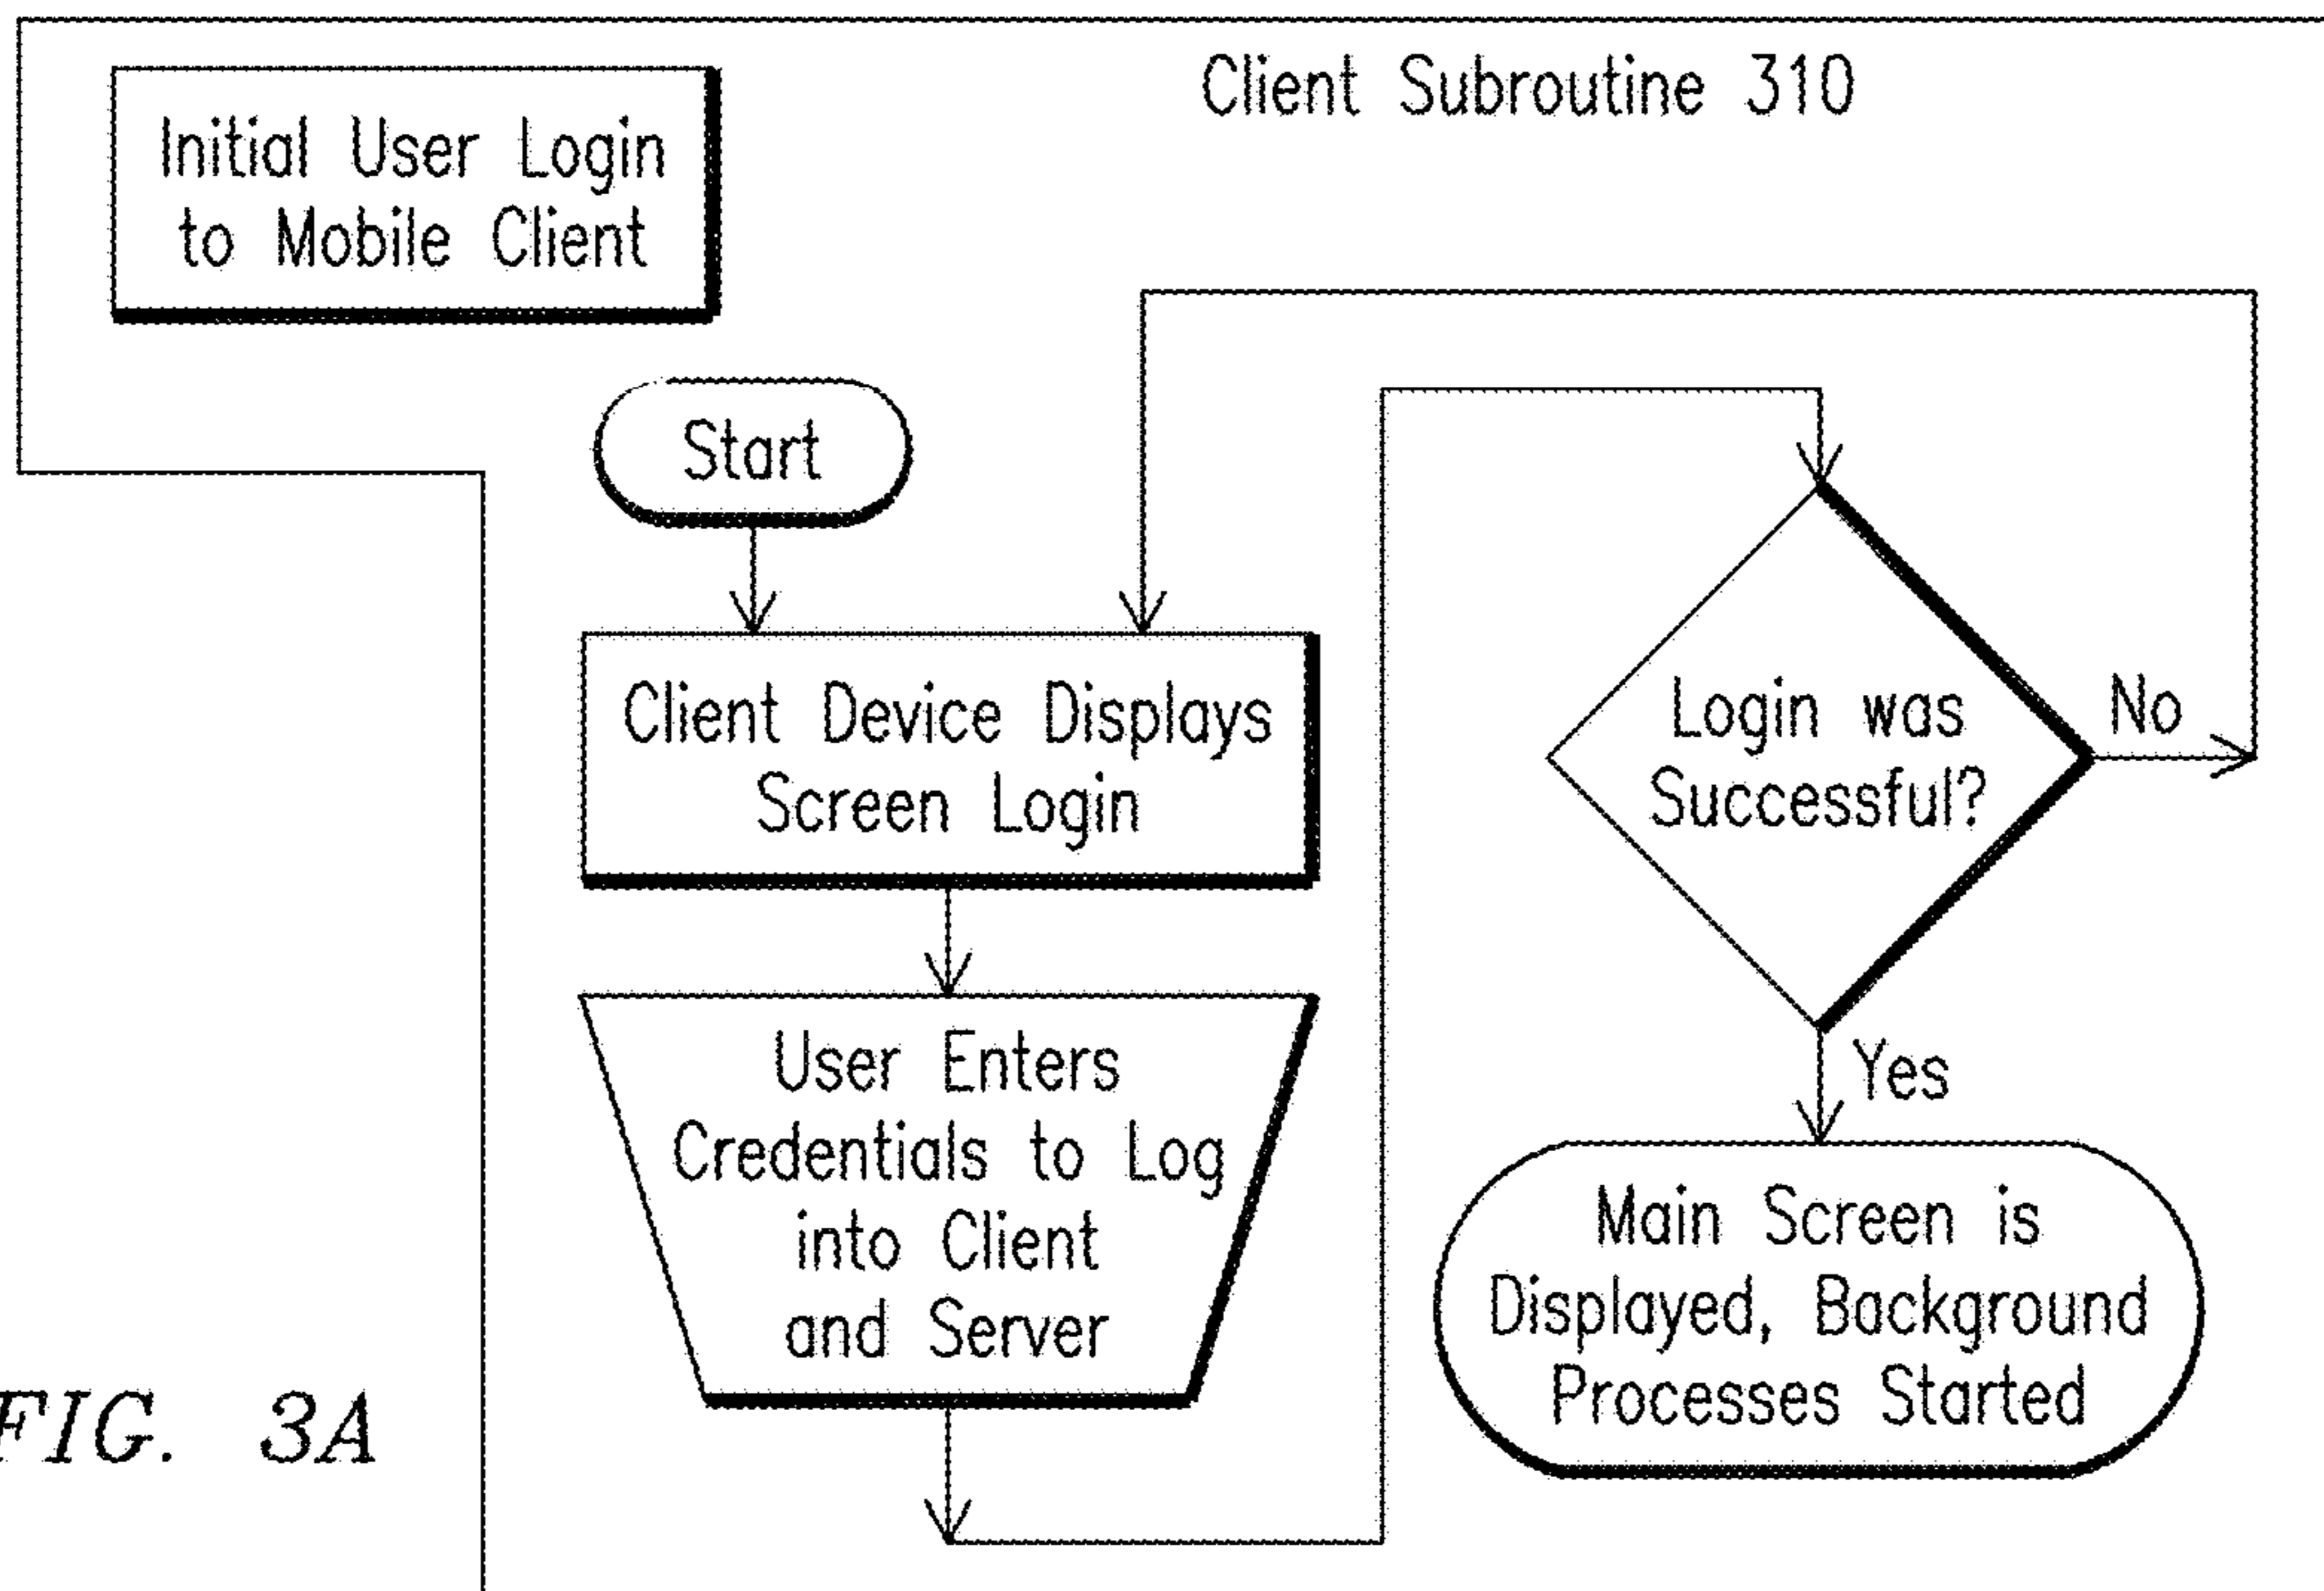 Client Subroutine 310
Initial User Login
to Mobile Client
Start
Client Device Displays
Screen Login
User Enters
Credentials to Log
into Client
and Server
Login was
Successful?
No
Yes
Main Screen is
Displayed, Background
Processes Started
FIG. 3A